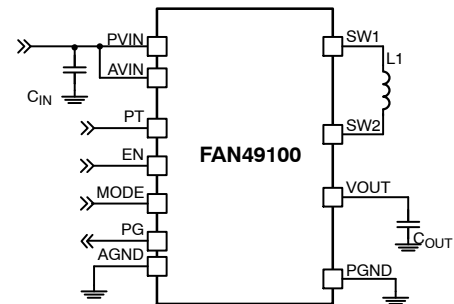 PVIN
SW1
L1
AVIN
CIN
PT
SW2
EN
FAN49100
MODE
VOUT
PG
COUT
AGND
PGND